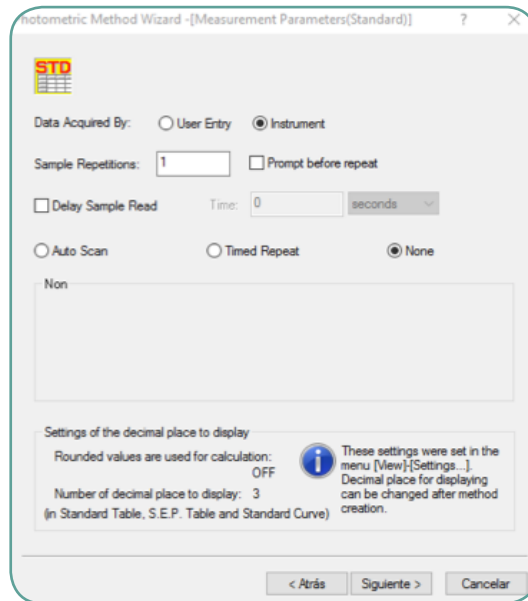 hotometric Method Wizard -[Measurement Parameters(Standard)] ? ×
STD
Data Acquired By: User Entry Instrument
Sample Repetitions: 1 Prompt before repeat
Delay Sample Read Time: 0 seconds
Auto Scan Timed Repeat None
Non
Settings of the decimal place to display
Rounded values are used for calculation:
OFF
Number of decimal place to display: 3
(in Standard Table, S.E.P. Table and Standard Curve)
These settings were set in the
menu [View]-[Settings...].
Decimal place for displaying
can be changed after method
creation.
< Atrás Siguiente > Cancelar